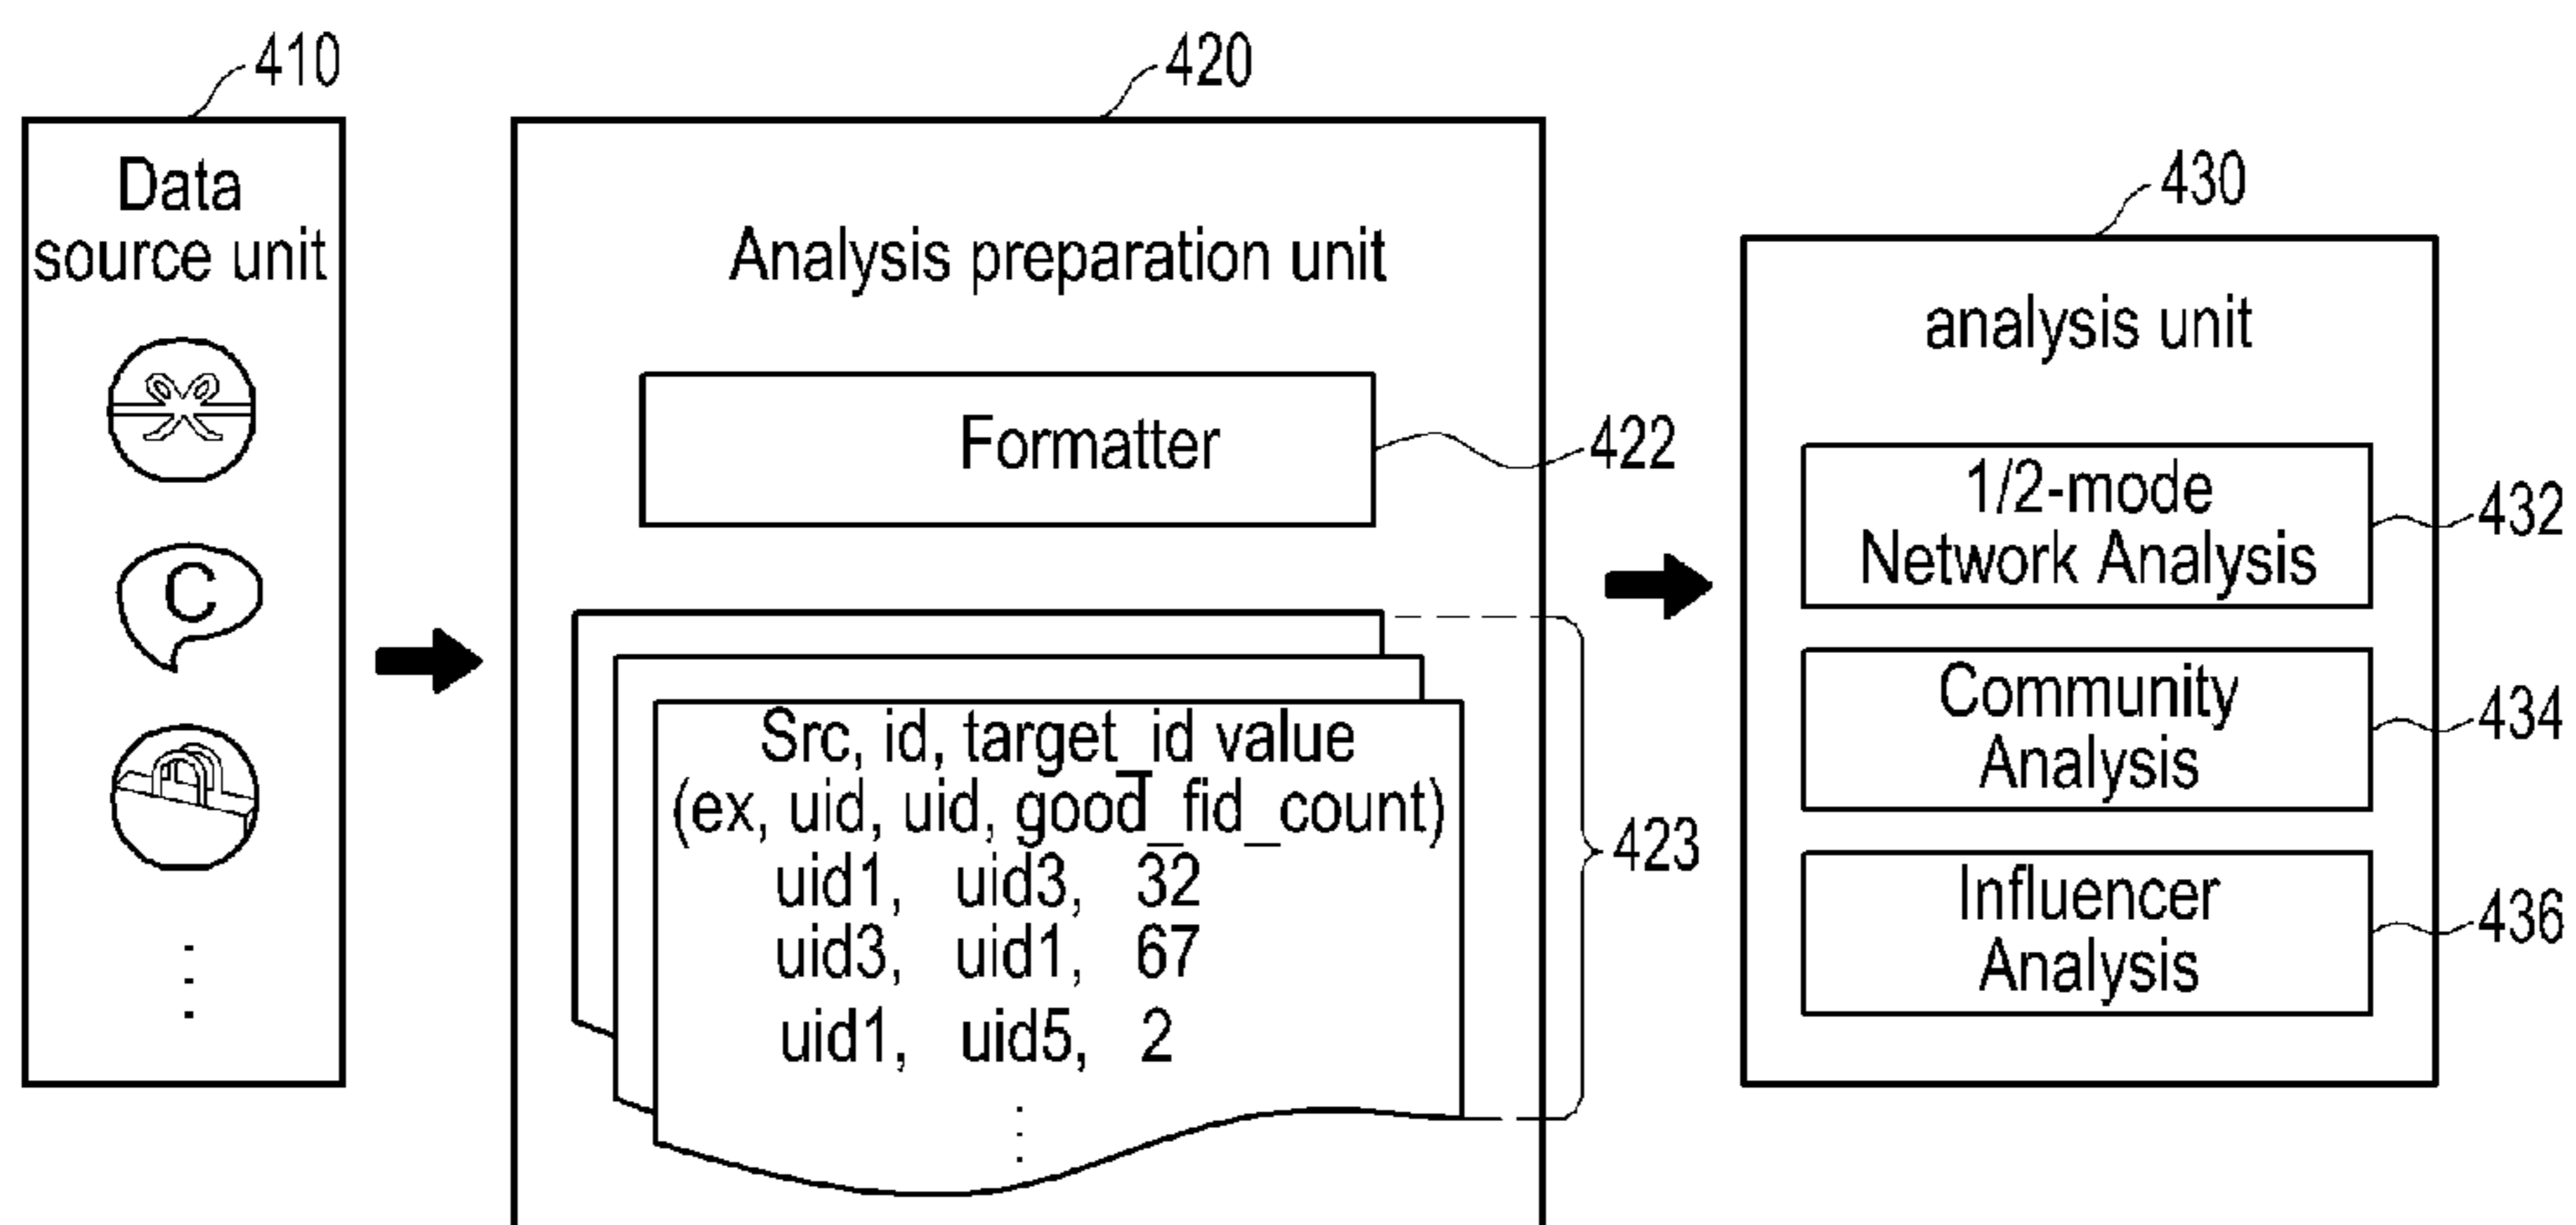 410
Data
source unit
C
420
Analysis preparation unit
Formatter
422
Src, id, target_id value
(ex, uid, uid, good_fid_count)
uid1, uid3, 32
uid3, uid1, 67
uid1, uid5, 2
423
430
analysis unit
1/2-mode
Network Analysis
432
Community
Analysis
434
Influencer
Analysis
436